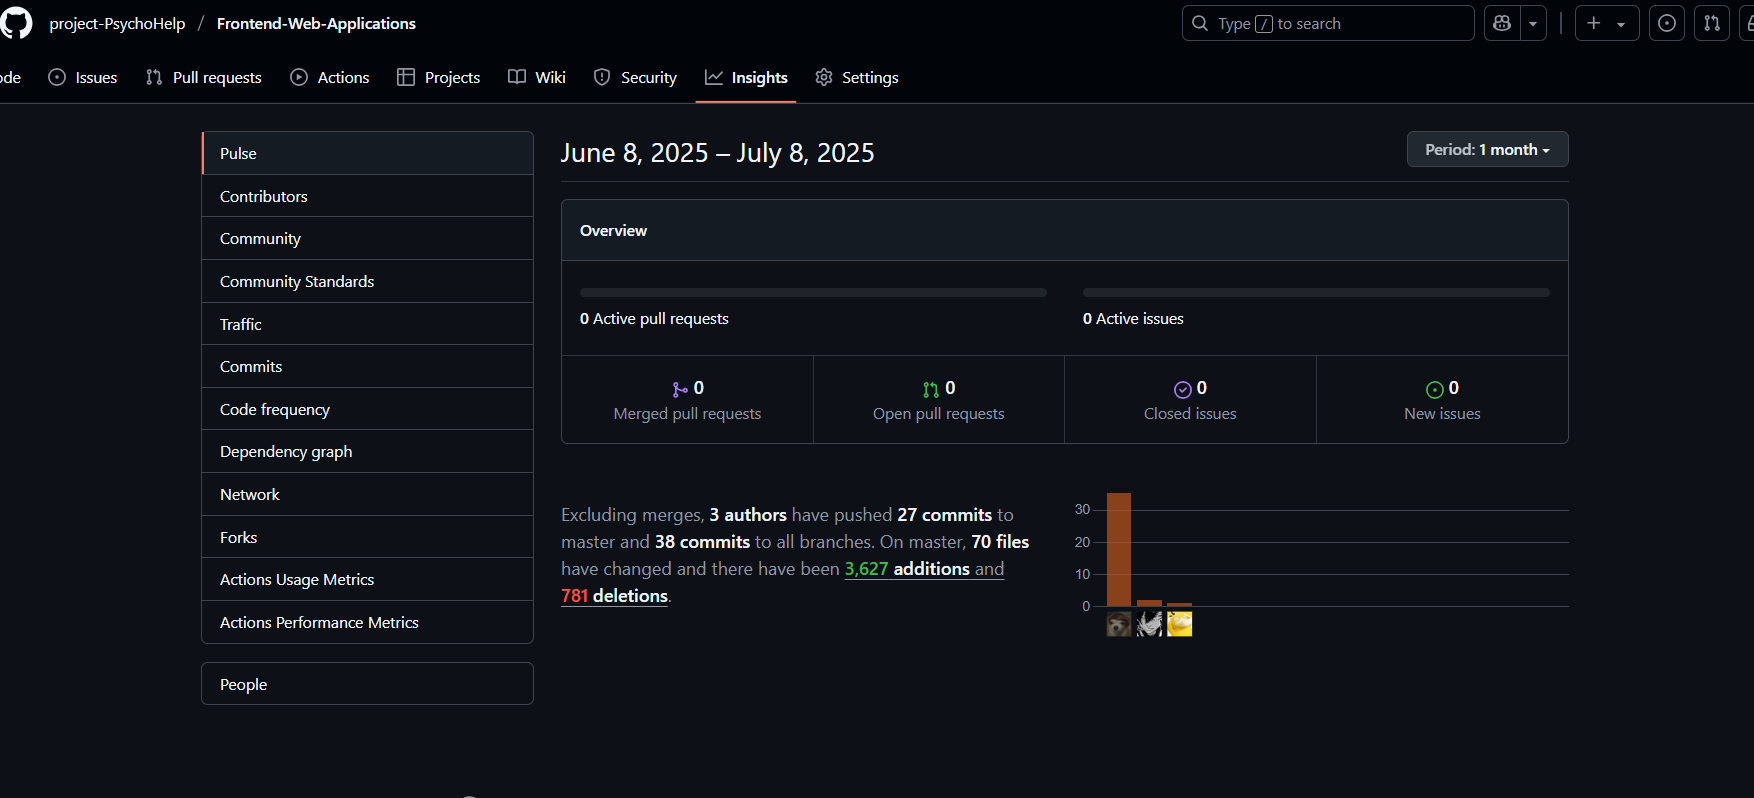 project-PsychoHelp / Frontend-Web-Applications
Type / to search
ode Issues Pull requests Actions Projects Wiki Security Insights Settings
Pulse
Contributors
Community
Community Standards
Traffic
Commits
Code frequency
Dependency graph
Network
Forks
Actions Usage Metrics
Actions Performance Metrics
People
June 8, 2025 – July 8, 2025
Period: 1 month
Overview
0 Active pull requests
0 Active issues
0
Merged pull requests
0
Open pull requests
0
Closed issues
0
New issues
Excluding merges, 3 authors have pushed 27 commits to
master and 38 commits to all branches. On master, 70 files
have changed and there have been 3,627 additions and
781 deletions.
30
20
10
0